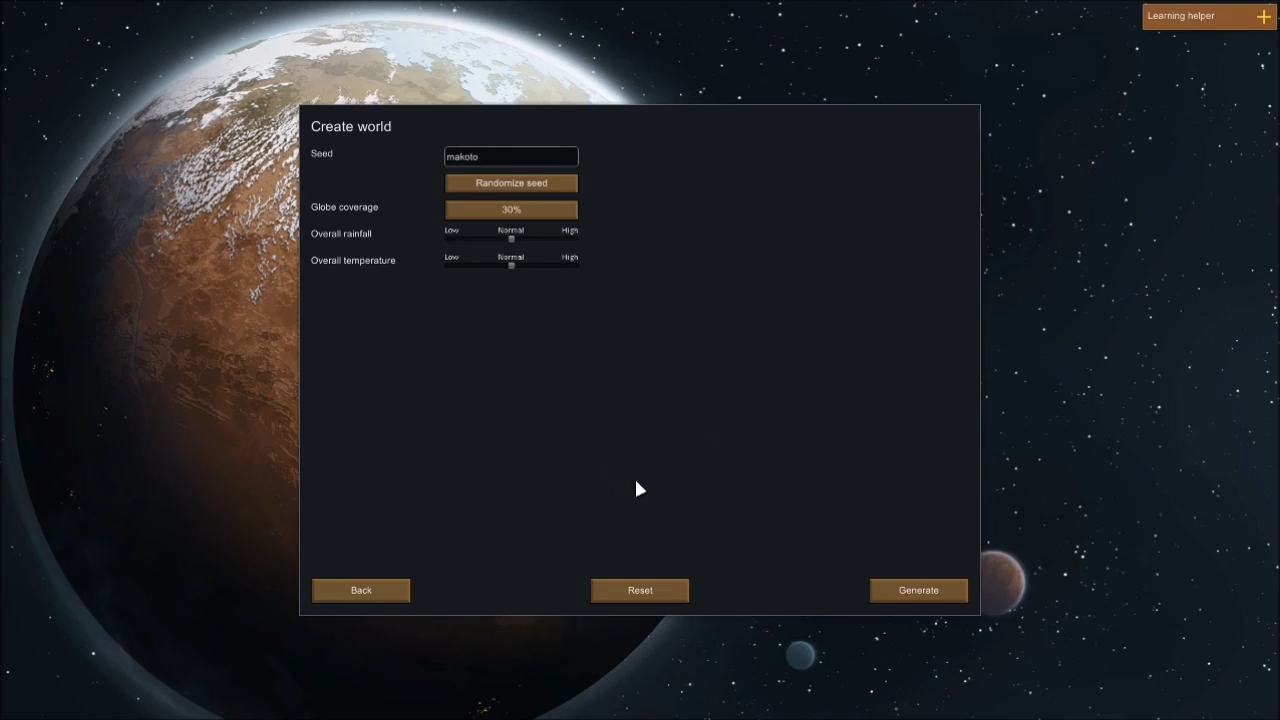 Learning helper
Create world
Seed
makoto
Randomize seed
Globe coverage
30%
Overall rainfall
Low Normal High
Overall temperature
Low Normal High
Back
Reset
Generate